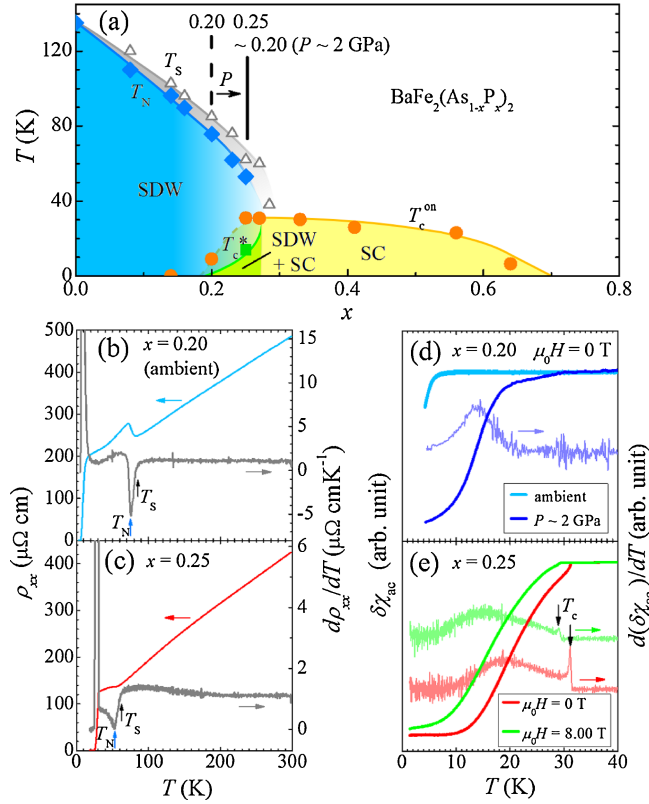 (a)
0.20 0.25
~ 0.20 (P ~ 2 GPa)
P
T_S
T_N
BaFe2(As1-xPx)2
SDW
T_c*
SDW
+ SC
SC
T_c^on
T (K)
120
80
40
0
0.0 0.2 0.4 0.6 0.8
x
(b) x = 0.20
(ambient)
500
400
300
200
100
0
15
10
5
0
-5
T_S
T_N
(c) x = 0.25
400
300
200
100
0
6
4
2
0
T_S
T_N
ρxx (μΩ cm)
dρxx/dT (μΩ cmK⁻¹)
0 100 200 300
T (K)
(d) x = 0.20 μ0H = 0 T
ambient
P ~ 2 GPa
(e) x = 0.25
T_c
μ0H = 0 T
μ0H = 8.00 T
δχac (arb. unit)
d(δχac)/dT (arb. unit)
0 10 20 30 40
T (K)